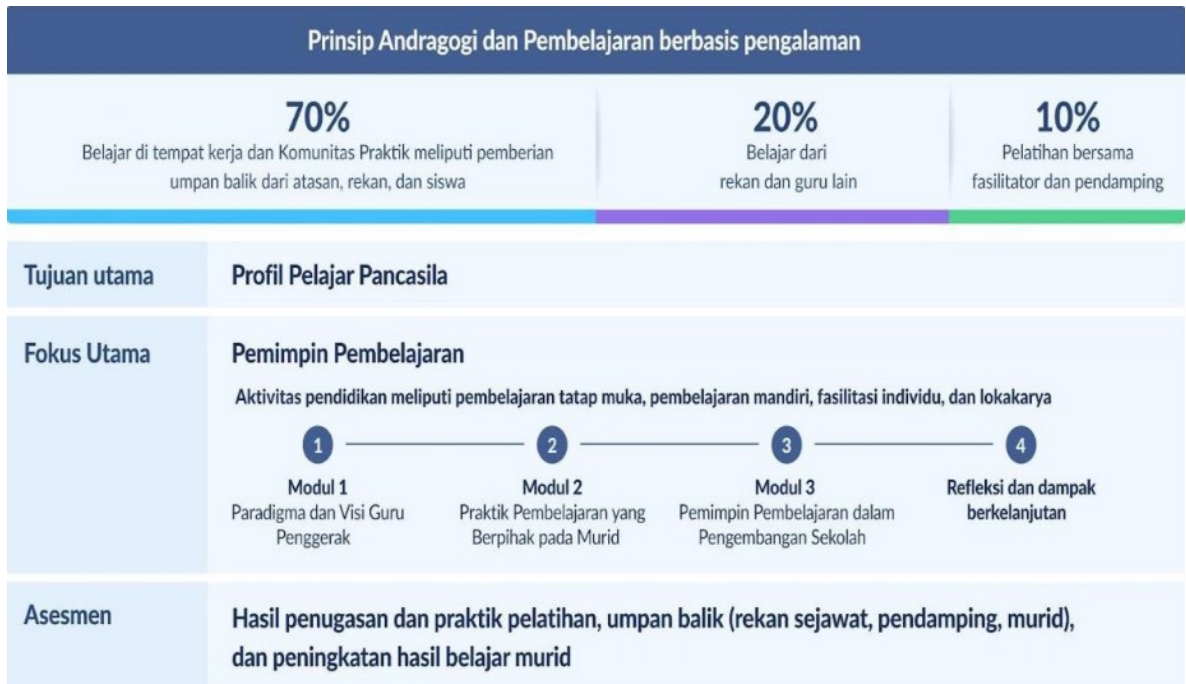 Prinsip Andragogi dan Pembelajaran berbasis pengalaman
70%
Belajar di tempat kerja dan Komunitas Praktik meliputi pemberian
umpan balik dari atasan, rekan, dan siswa
20%
Belajar dari
rekan dan guru lain
10%
Pelatihan bersama
fasilitator dan pendamping
Tujuan utama
Profil Pelajar Pancasila
Fokus Utama
Pemimpin Pembelajaran
Aktivitas pendidikan meliputi pembelajaran tatap muka, pembelajaran mandiri, fasilitasi individu, dan lokakarya
1
Modul 1
Paradigma dan Visi Guru
Penggerak
2
Modul 2
Praktik Pembelajaran yang
Berpihak pada Murid
3
Modul 3
Pemimpin Pembelajaran dalam
Pengembangan Sekolah
4
Refleksi dan dampak
berkelanjutan
Asesmen
Hasil penugasan dan praktik pelatihan, umpan balik (rekan sejawat, pendamping, murid),
dan peningkatan hasil belajar murid